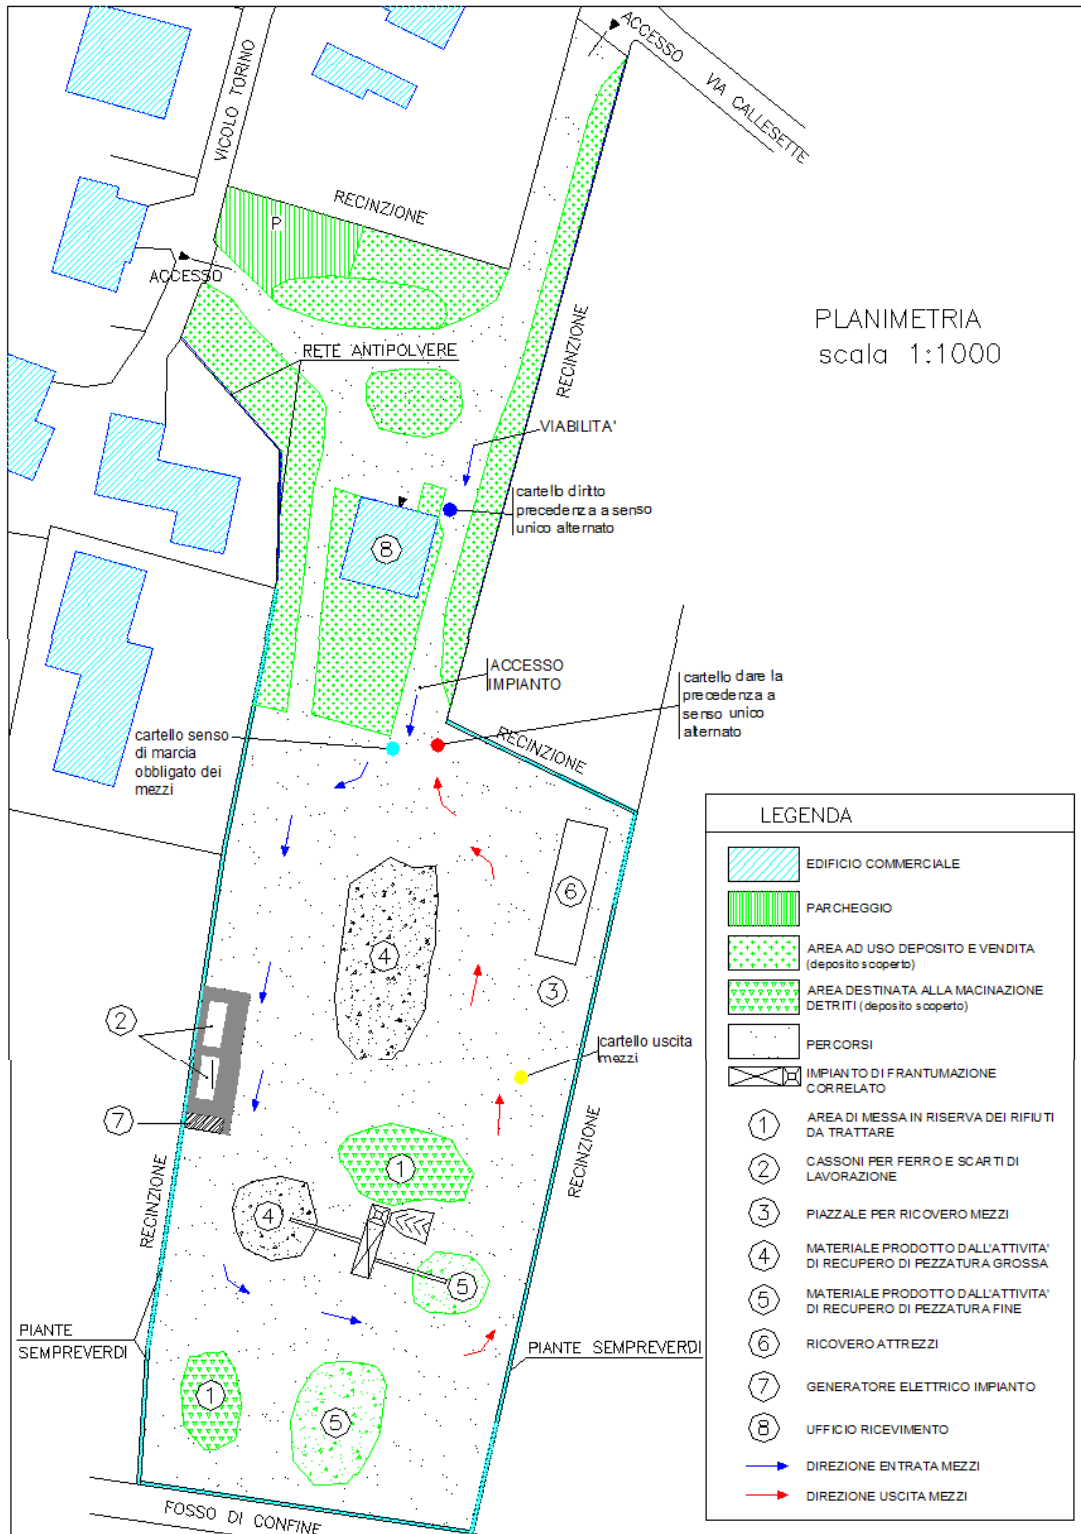 ACCESSO VIA CALLESETTE
VICOLO TORINO
RECINZIONE
P
ACCESSO
RETE ANTIPOLVERE
RECINZIONE
PLANIMETRIA
scala 1:1000
VIABILITA'
cartello diritto
precedenza a senso
unico alternato
8
ACCESSO
IMPIANTO
cartello dare la
precedenza a
senso unico
alternato
cartello senso
di marcia
obbligato dei
mezzi
RECINZIONE
6
4
3
2
cartello uscita
mezzi
7
1
RECINZIONE
RECINZIONE
4
5
PIANTE
SEMPREVERDI
PIANTE SEMPREVERDI
1
5
FOSSO DI CONFINE
LEGENDA
EDIFICIO COMMERCIALE
PARCHEGGIO
AREA AD USO DEPOSITO E VENDITA
(deposito scoperto)
AREA DESTINATA ALLA MACINAZIONE
DETRITI (deposito scoperto)
PERCORSI
IMPIANTO DI FRANTUMAZIONE
CORRELATO
1 AREA DI MESSA IN RISERVA DEI RIFIUTI
DA TRATTARE
2 CASSONI PER FERRO E SCARTI DI
LAVORAZIONE
3 PIAZZALE PER RICOVERO MEZZI
4 MATERIALE PRODOTTO DALL'ATTIVITA'
DI RECUPERO DI PEZZATURA GROSSA
5 MATERIALE PRODOTTO DALL'ATTIVITA'
DI RECUPERO DI PEZZATURA FINE
6 RICOVERO ATTREZZI
7 GENERATORE ELETTRICO IMPIANTO
8 UFFICIO RICEVIMENTO
DIREZIONE ENTRATA MEZZI
DIREZIONE USCITA MEZZI